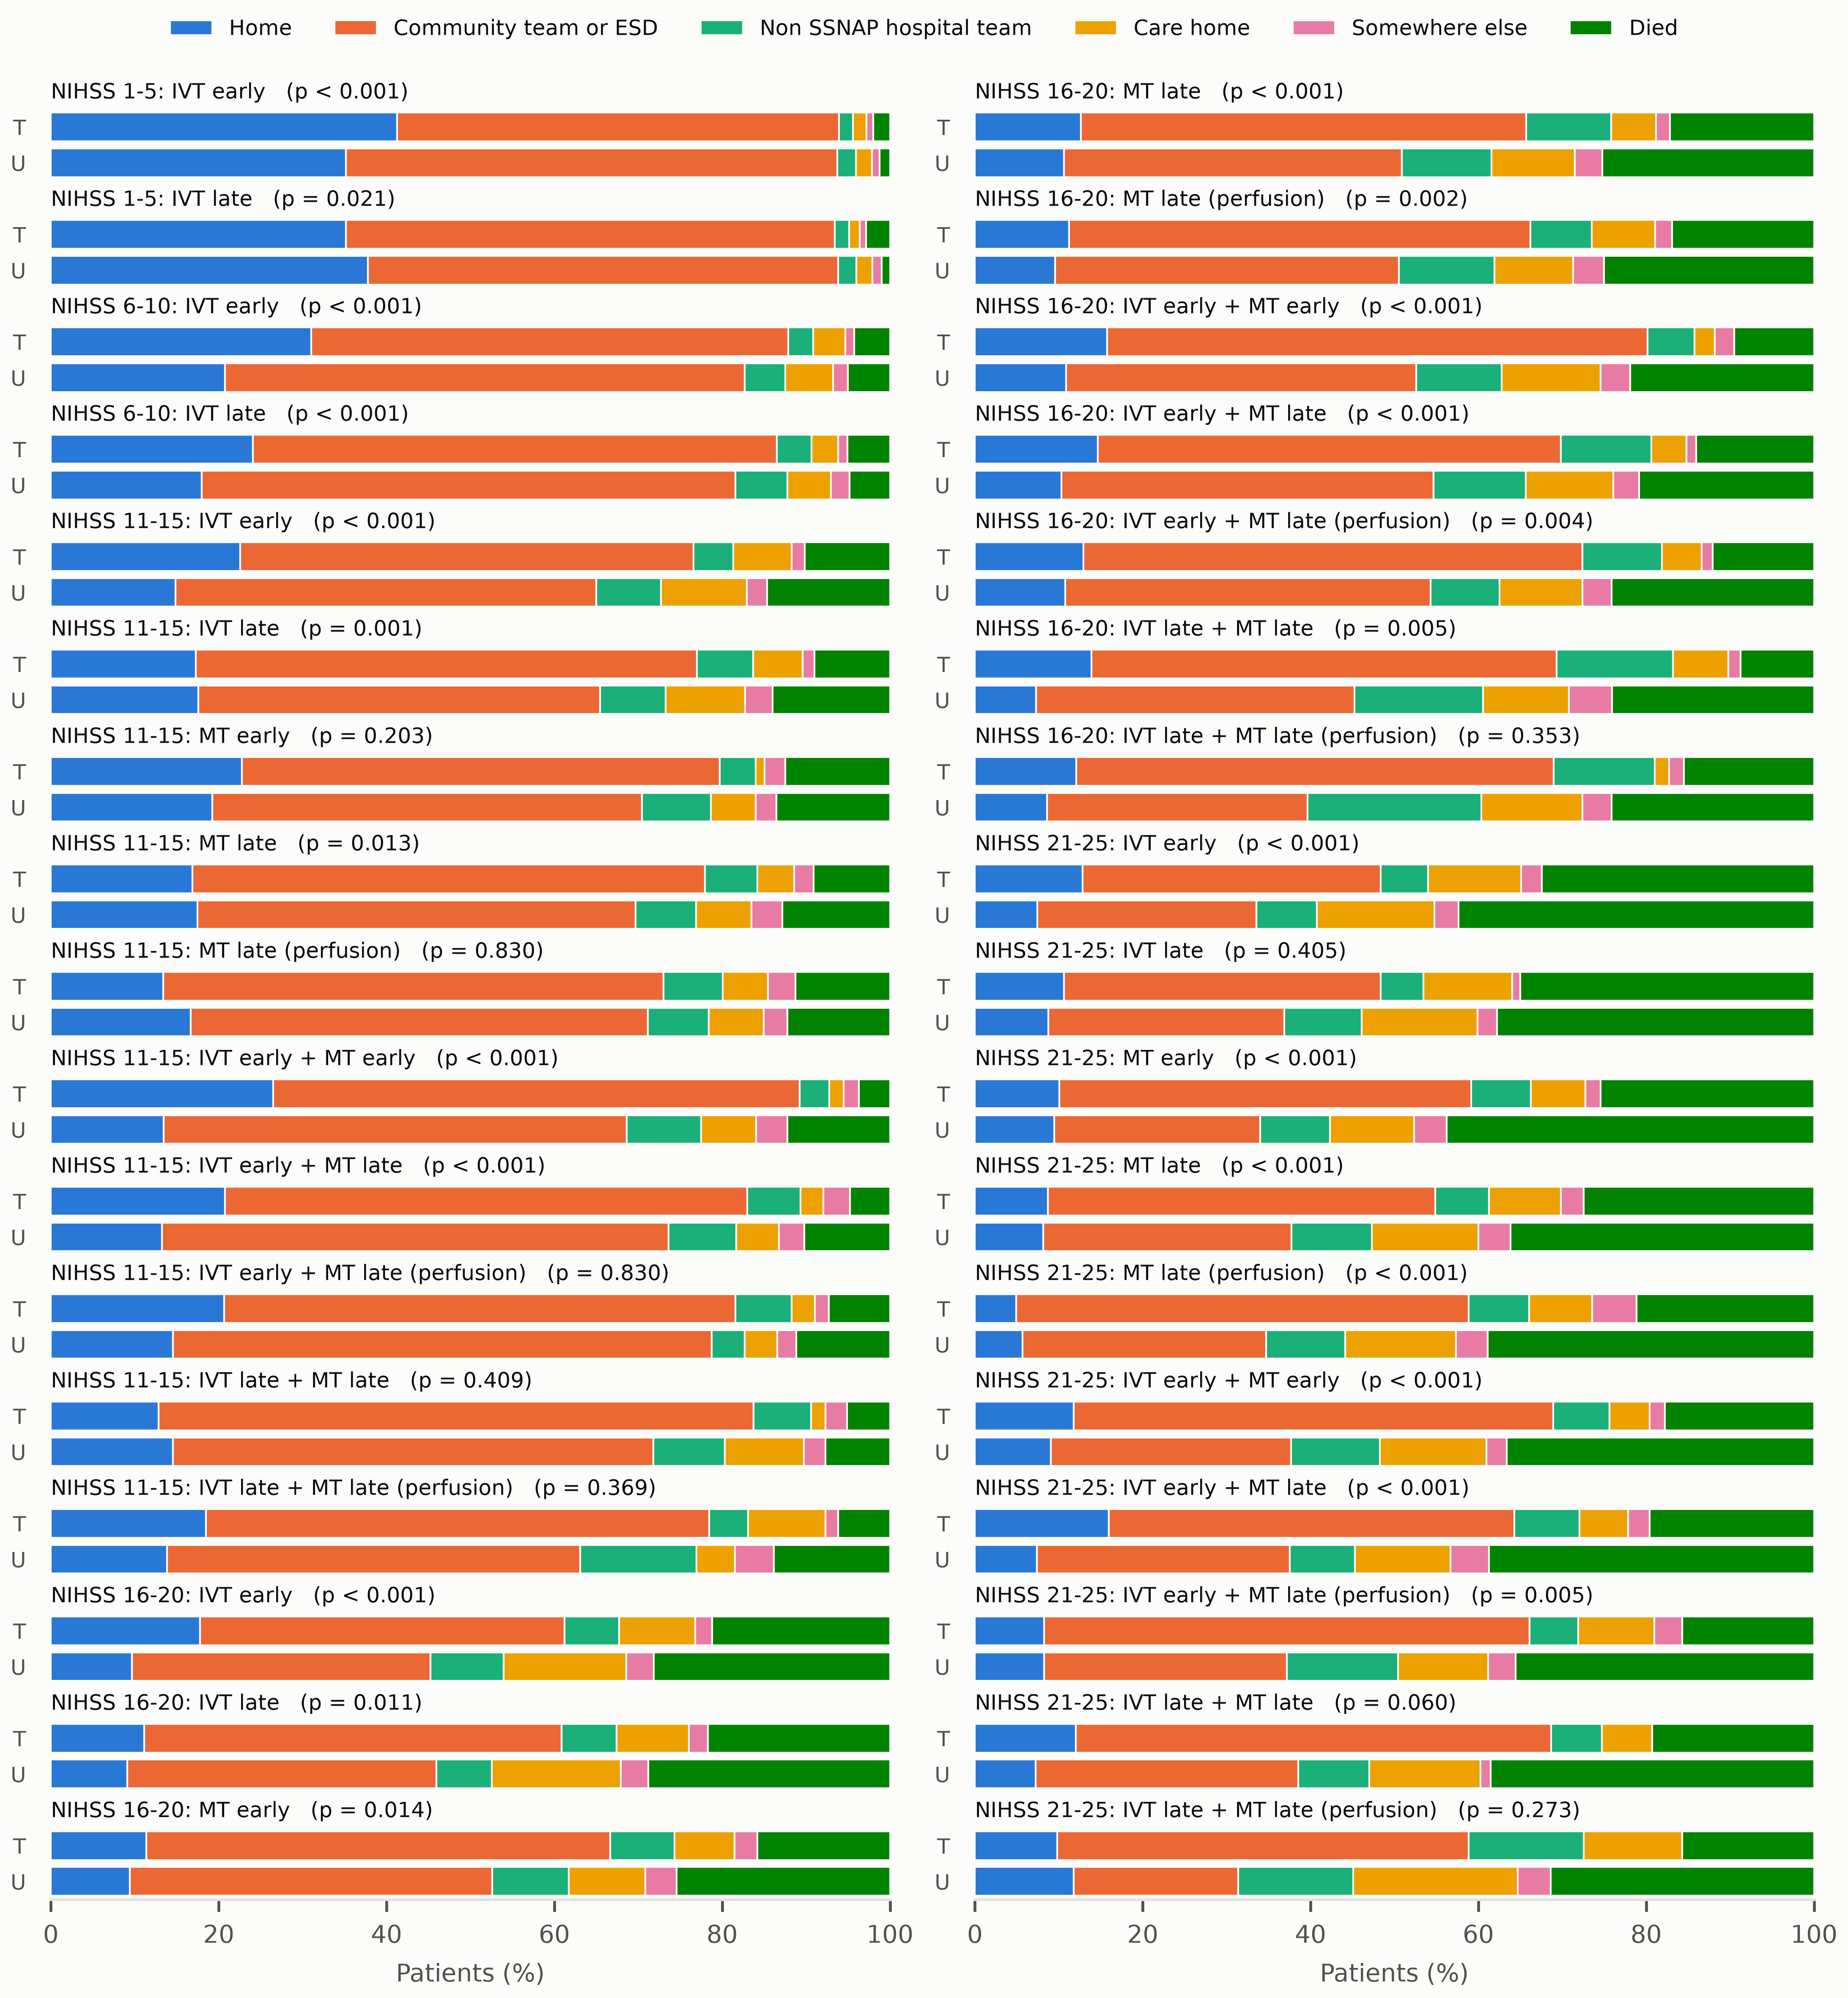 Home Community team or ESD Non SSNAP hospital team Care home Somewhere else Died
NIHSS 1-5: IVT early (p < 0.001)
T
U
NIHSS 1-5: IVT late (p = 0.021)
T
U
NIHSS 6-10: IVT early (p < 0.001)
T
U
NIHSS 6-10: IVT late (p < 0.001)
T
U
NIHSS 11-15: IVT early (p < 0.001)
T
U
NIHSS 11-15: IVT late (p = 0.001)
T
U
NIHSS 11-15: MT early (p = 0.203)
T
U
NIHSS 11-15: MT late (p = 0.013)
T
U
NIHSS 11-15: MT late (perfusion) (p = 0.830)
T
U
NIHSS 11-15: IVT early + MT early (p < 0.001)
T
U
NIHSS 11-15: IVT early + MT late (p < 0.001)
T
U
NIHSS 11-15: IVT early + MT late (perfusion) (p = 0.830)
T
U
NIHSS 11-15: IVT late + MT late (p = 0.409)
T
U
NIHSS 11-15: IVT late + MT late (perfusion) (p = 0.369)
T
U
NIHSS 16-20: IVT early (p < 0.001)
T
U
NIHSS 16-20: IVT late (p = 0.011)
T
U
NIHSS 16-20: MT early (p = 0.014)
T
U
0 20 40 60 80 100
Patients (%)
NIHSS 16-20: MT late (p < 0.001)
T
U
NIHSS 16-20: MT late (perfusion) (p = 0.002)
T
U
NIHSS 16-20: IVT early + MT early (p < 0.001)
T
U
NIHSS 16-20: IVT early + MT late (p < 0.001)
T
U
NIHSS 16-20: IVT early + MT late (perfusion) (p = 0.004)
T
U
NIHSS 16-20: IVT late + MT late (p = 0.005)
T
U
NIHSS 16-20: IVT late + MT late (perfusion) (p = 0.353)
T
U
NIHSS 21-25: IVT early (p < 0.001)
T
U
NIHSS 21-25: IVT late (p = 0.405)
T
U
NIHSS 21-25: MT early (p < 0.001)
T
U
NIHSS 21-25: MT late (p < 0.001)
T
U
NIHSS 21-25: MT late (perfusion) (p < 0.001)
T
U
NIHSS 21-25: IVT early + MT early (p < 0.001)
T
U
NIHSS 21-25: IVT early + MT late (p < 0.001)
T
U
NIHSS 21-25: IVT early + MT late (perfusion) (p = 0.005)
T
U
NIHSS 21-25: IVT late + MT late (p = 0.060)
T
U
NIHSS 21-25: IVT late + MT late (perfusion) (p = 0.273)
T
U
0 20 40 60 80 100
Patients (%)